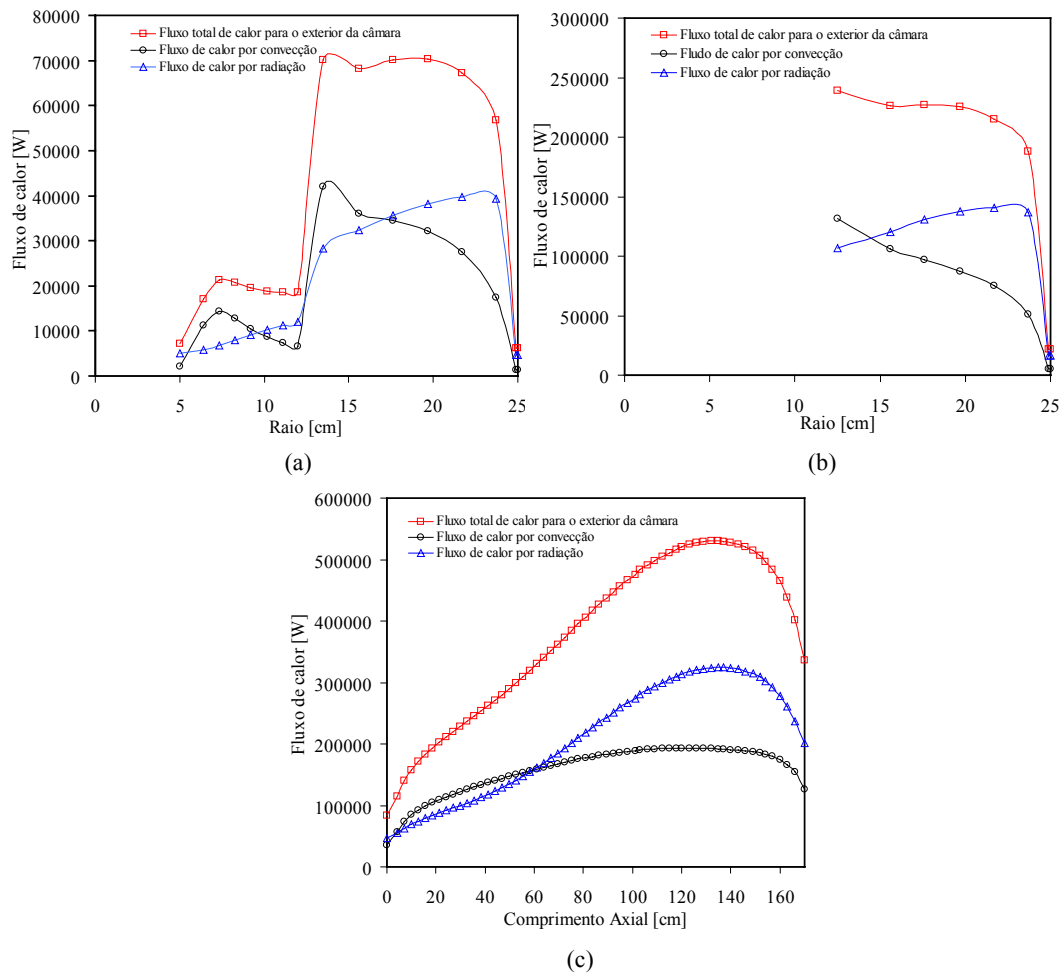 80000
70000
60000
50000
40000
30000
20000
10000
0
Fluxo de calor [W]
Fluxo total de calor para o exterior da câmara
Fluxo de calor por convecção
Fluxo de calor por radiação
0 5 10 15 20 25
Raio [cm]
(a)
300000
250000
200000
150000
100000
50000
0
Fluxo de calor [W]
Fluxo total de calor para o exterior da câmara
Fludo de calor por convecção
Fluxo de calor por radiação
0 5 10 15 20 25
Raio [cm]
(b)
600000
500000
400000
300000
200000
100000
0
Fluxo de calor [W]
Fluxo total de calor para o exterior da câmara
Fluxo de calor por convecção
Fluxo de calor por radiação
0 20 40 60 80 100 120 140 160
Comprimento Axial [cm]
(c)